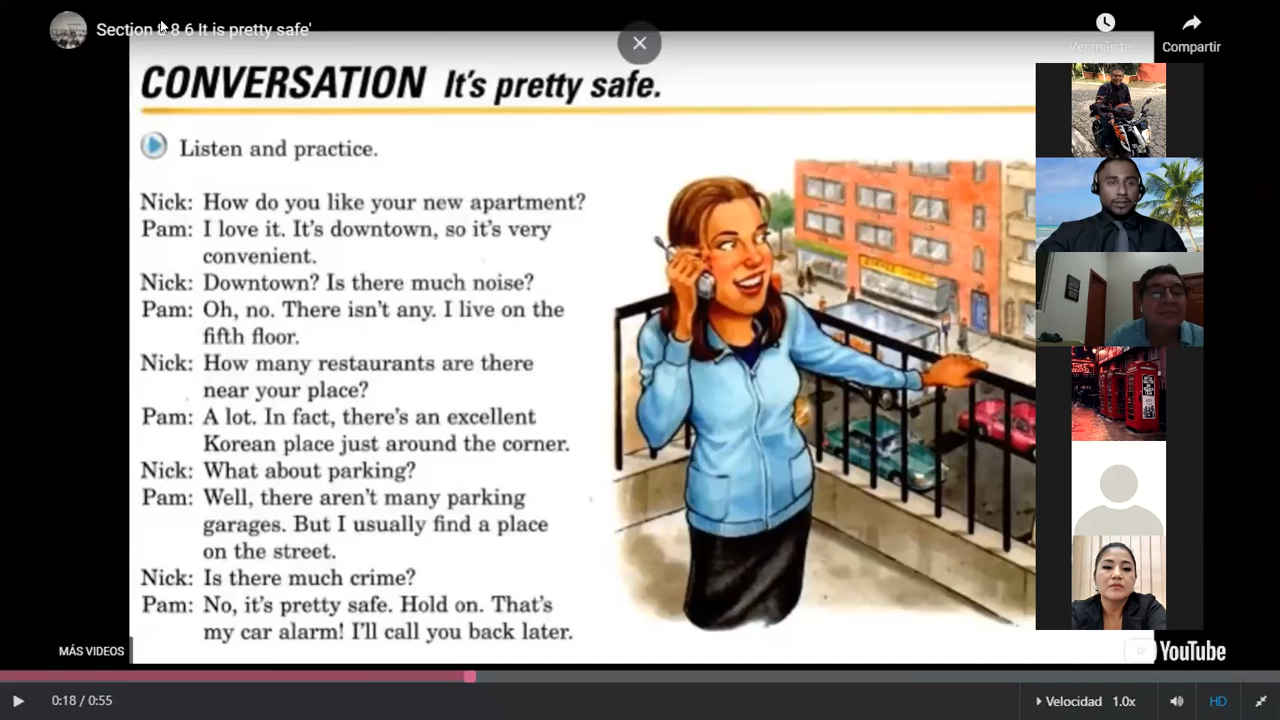 Section 8 8 6 It is pretty safe'
Ver más ta...
Compartir
CONVERSATION It's pretty safe.
Listen and practice.
Nick: How do you like your new apartment?
Pam: I love it. It's downtown, so it's very
convenient.
Nick: Downtown? Is there much noise?
Pam: Oh, no. There isn't any. I live on the
fifth floor.
Nick: How many restaurants are there
near your place?
Pam: A lot. In fact, there's an excellent
Korean place just around the corner.
Nick: What about parking?
Pam: Well, there aren't many parking
garages. But I usually find a place
on the street.
Nick: Is there much crime?
Pam: No, it's pretty safe. Hold on. That's
my car alarm! I'll call you back later.
MÁS VIDEOS
YouTube
0:18 / 0:55
Velocidad 1.0x
HD